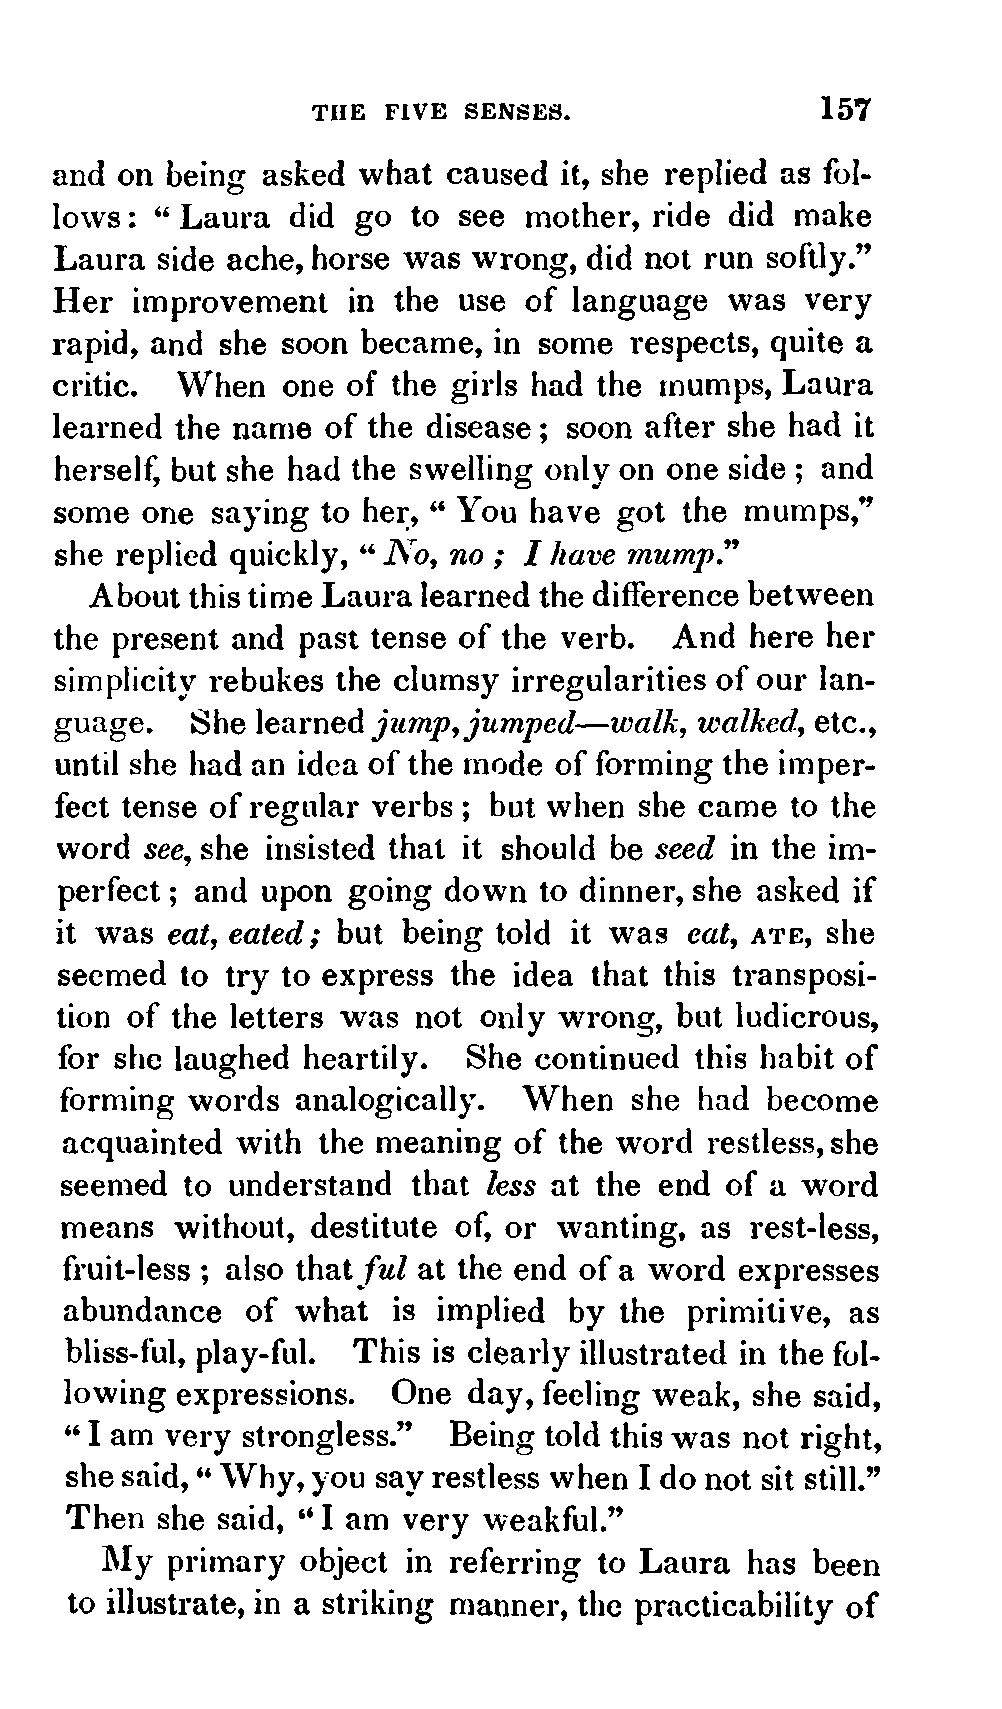 THE FIVE SENSES. 157
and on being asked what caused it, she replied as fol-
lows: “ Laura did go to see mother, ride did make
Laura side ache, horse was wrong, did not run softly.”
Her improvement in the use of language was very
rapid, and she soon became, in some respects, quite a
critic. When one of the girls had the mumps, Laura
learned the name of the disease ; soon after she had it
herself, but she had the swelling only on one side ; and
some one saying to her, “ You have got the mumps,”
she replied quickly, “ No, no ; I have mump.”
About this time Laura learned the difference between
the present and past tense of the verb. And here her
simplicity rebukes the clumsy irregularities of our lan-
guage. She learned jump, jumped—walk, walked, etc.,
until she had an idea of the mode of forming the imper-
fect tense of regular verbs ; but when she came to the
word see, she insisted that it should be seed in the im-
perfect ; and upon going down to dinner, she asked if
it was eat, eated ; but being told it was eat, ATE, she
seemed to try to express the idea that this transposi-
tion of the letters was not only wrong, but ludicrous,
for she laughed heartily. She continued this habit of
forming words analogically. When she had become
acquainted with the meaning of the word restless, she
seemed to understand that less at the end of a word
means without, destitute of, or wanting, as rest-less,
fruit-less ; also that ful at the end of a word expresses
abundance of what is implied by the primitive, as
bliss-ful, play-ful. This is clearly illustrated in the fol-
lowing expressions. One day, feeling weak, she said,
“ I am very strongless.” Being told this was not right,
she said, “ Why, you say restless when I do not sit still.”
Then she said, “ I am very weakful.”
My primary object in referring to Laura has been
to illustrate, in a striking manner, the practicability of